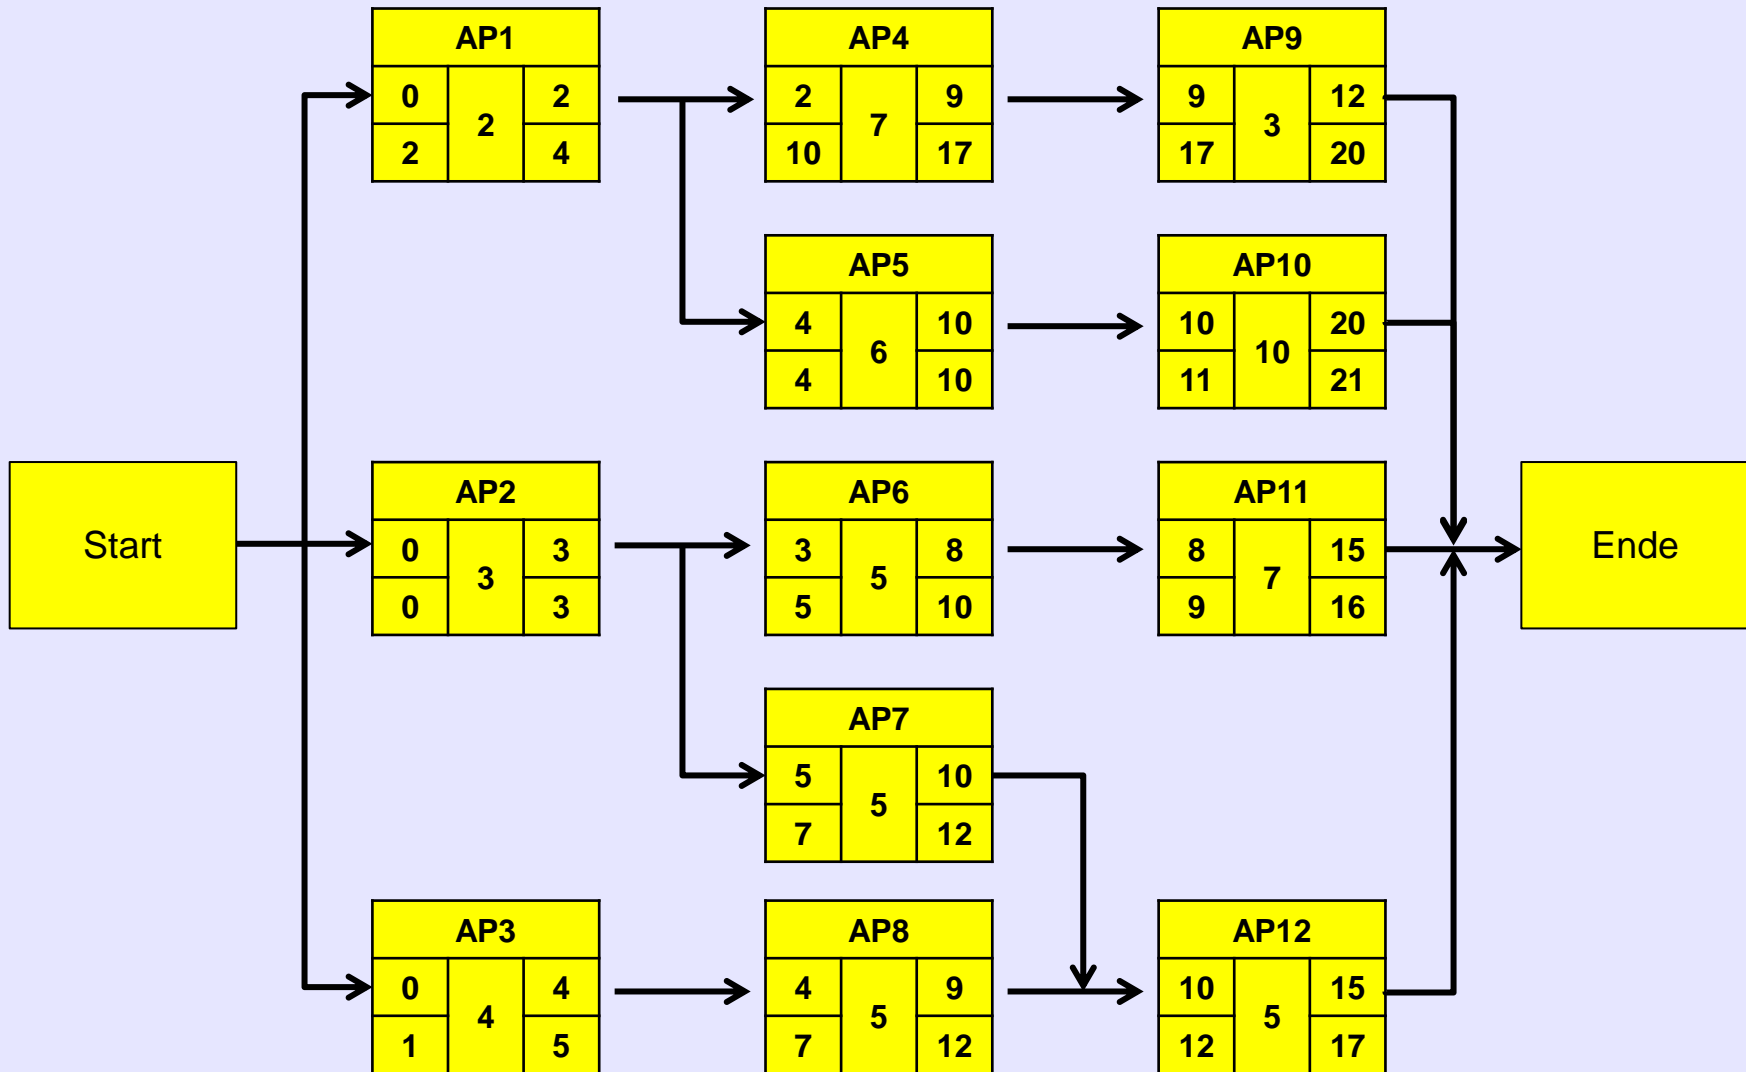 AP1 AP4 AP9
0 2 2 9 9 12
2 7 3
2 4 10 17 17 20
AP5 AP10
4 10 10 20
6 10
4 10 11 21
AP2 AP6 AP11
Start 0 3 3 8 8 15 Ende
3 5 7
0 3 5 10 9 16
AP7
5 10
5
7 12
AP3 AP8 AP12
0 4 4 9 10 15
4 5 5
1 5 7 12 12 17